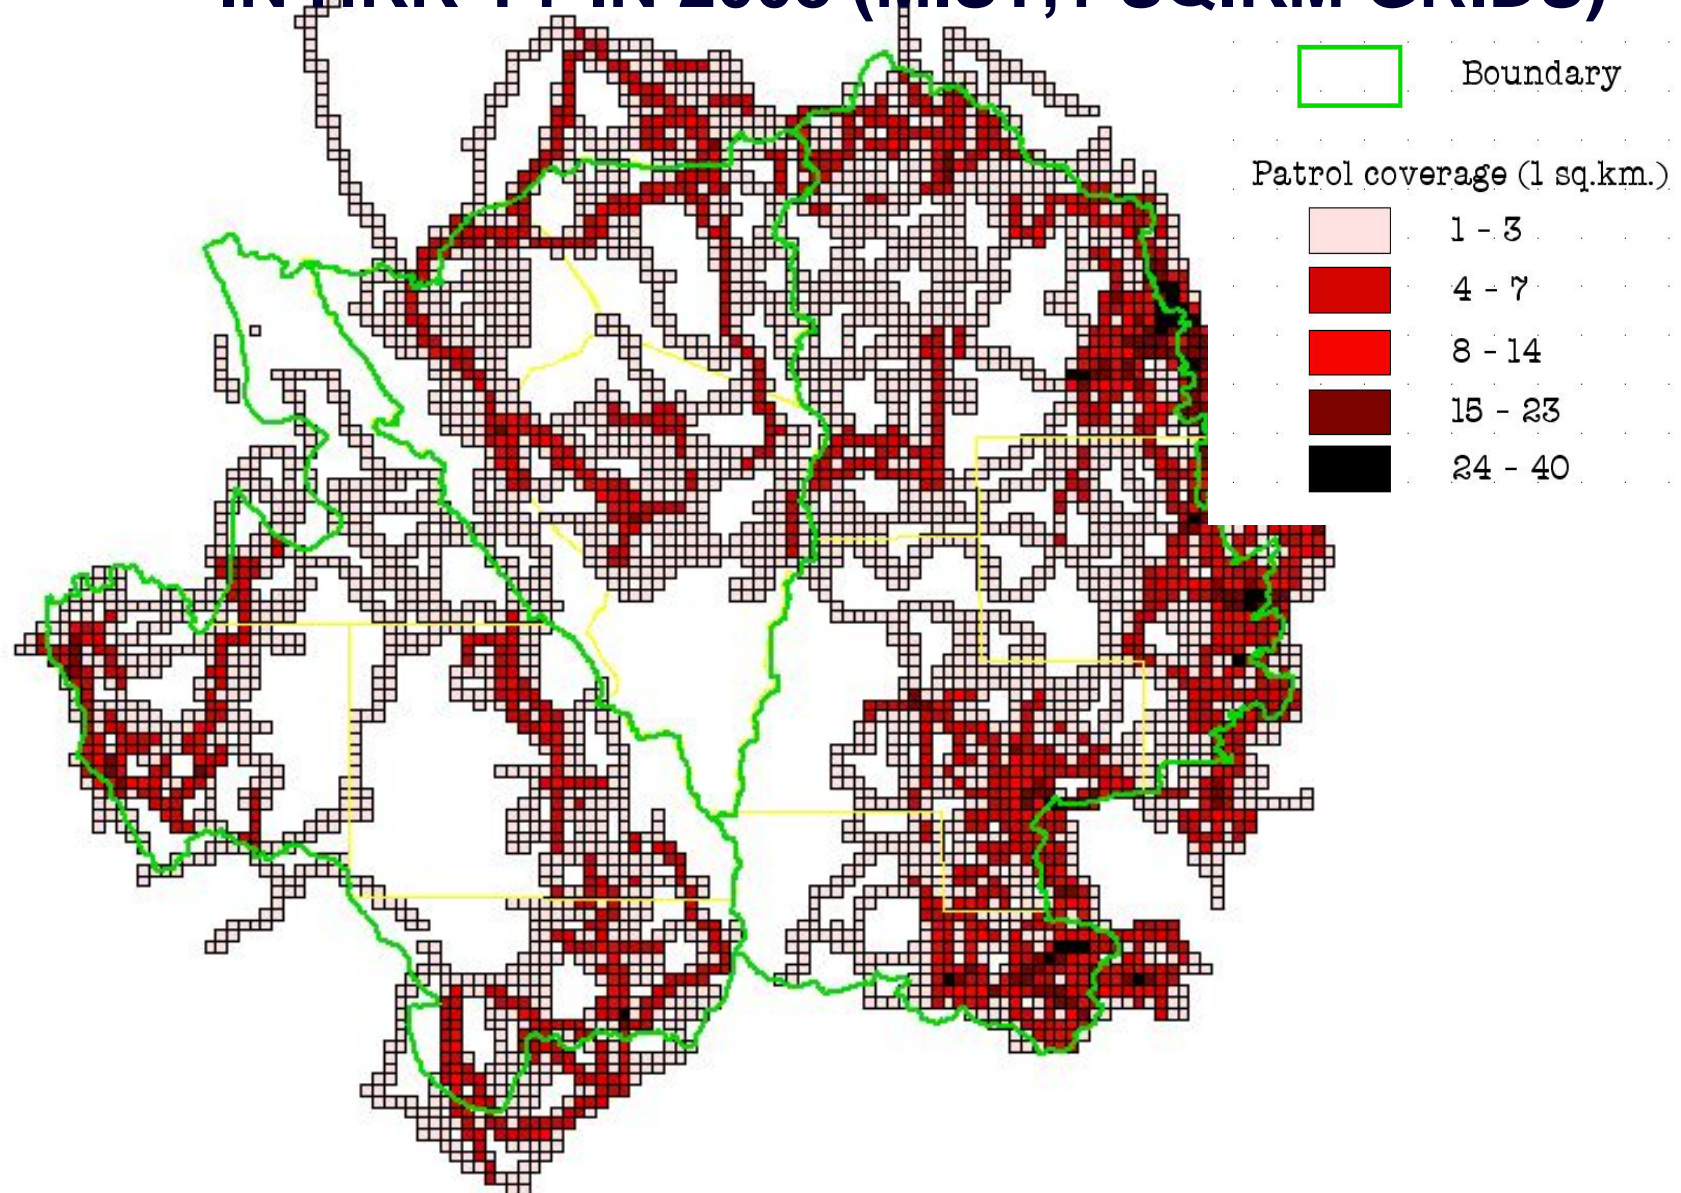 Boundary
Patrol coverage (1 sq.km.)
1 - 3
4 - 7
8 - 14
15 - 23
24 - 40